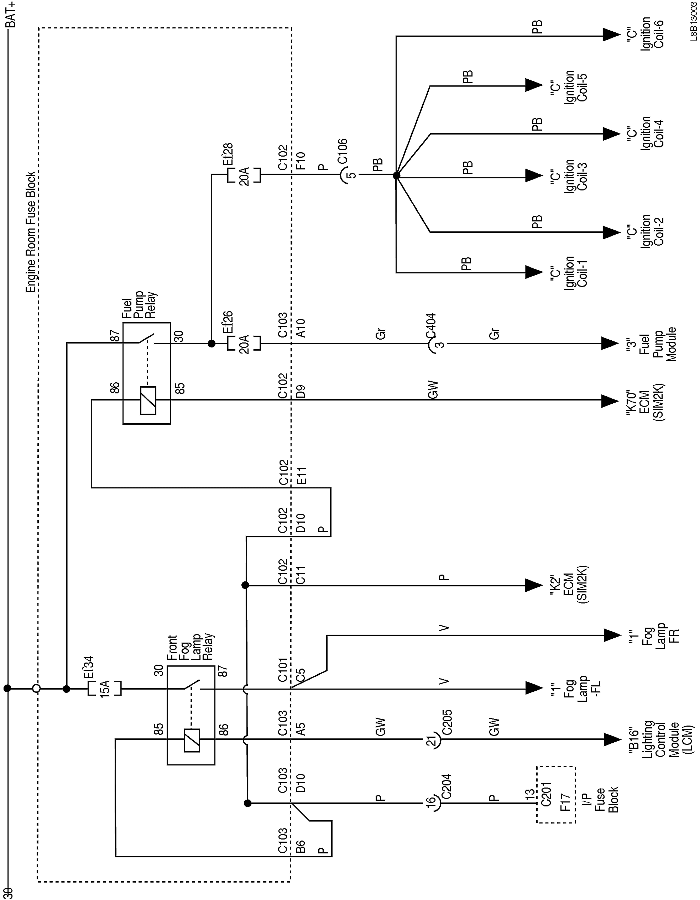 BAT+
30
L8B1S003
Engine Room Fuse Block
Ef28
20A
C102
F10
P
C106
5
PB
PB
"C"
Ignition
Coil-6
PB
"C"
Ignition
Coil-5
PB
"C"
Ignition
Coil-4
PB
"C"
Ignition
Coil-3
PB
"C"
Ignition
Coil-2
PB
"C"
Ignition
Coil-1
Fuel
Pump
Relay
87
30
86
85
Ef26
20A
C103
A10
Gr
C404
3
Gr
"3"
Fuel
Pump
Module
C102
D9
GW
"K70"
ECM
(SIM2K)
C102
E11
C102
D10
P
C102
C11
P
"K2"
ECM
(SIM2K)
Ef34
15A
Front
Fog
Lamp
Relay
30
87
85
86
C101
C5
V
"1"
Fog
Lamp
FR
V
"1"
Fog
Lamp
-FL
C103
A5
GW
C205
21
GW
"B16"
Lighting
Control
Module
(LCM)
C103
D10
P
C204
16
P
13
C201
F17
I/P
Fuse
Block
C103
B6
P